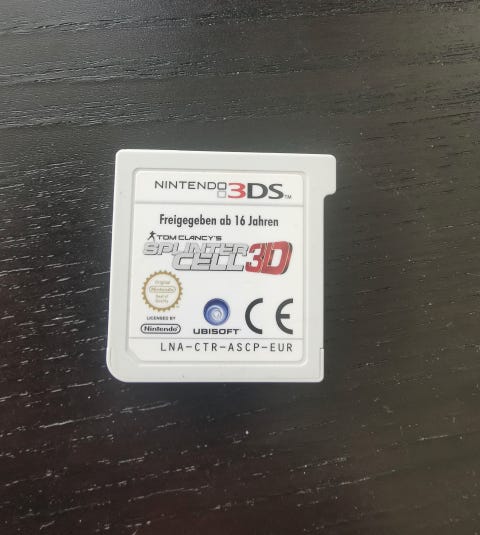 NINTENDO 3DS™
Freigegeben ab 16 Jahren
TOM CLANCY'S
SPLINTER
CELL 3D
Original
Nintendo
Seal of
Quality
LICENSED BY
Nintendo
UBISOFT
CE
LNA-CTR-ASCP-EUR